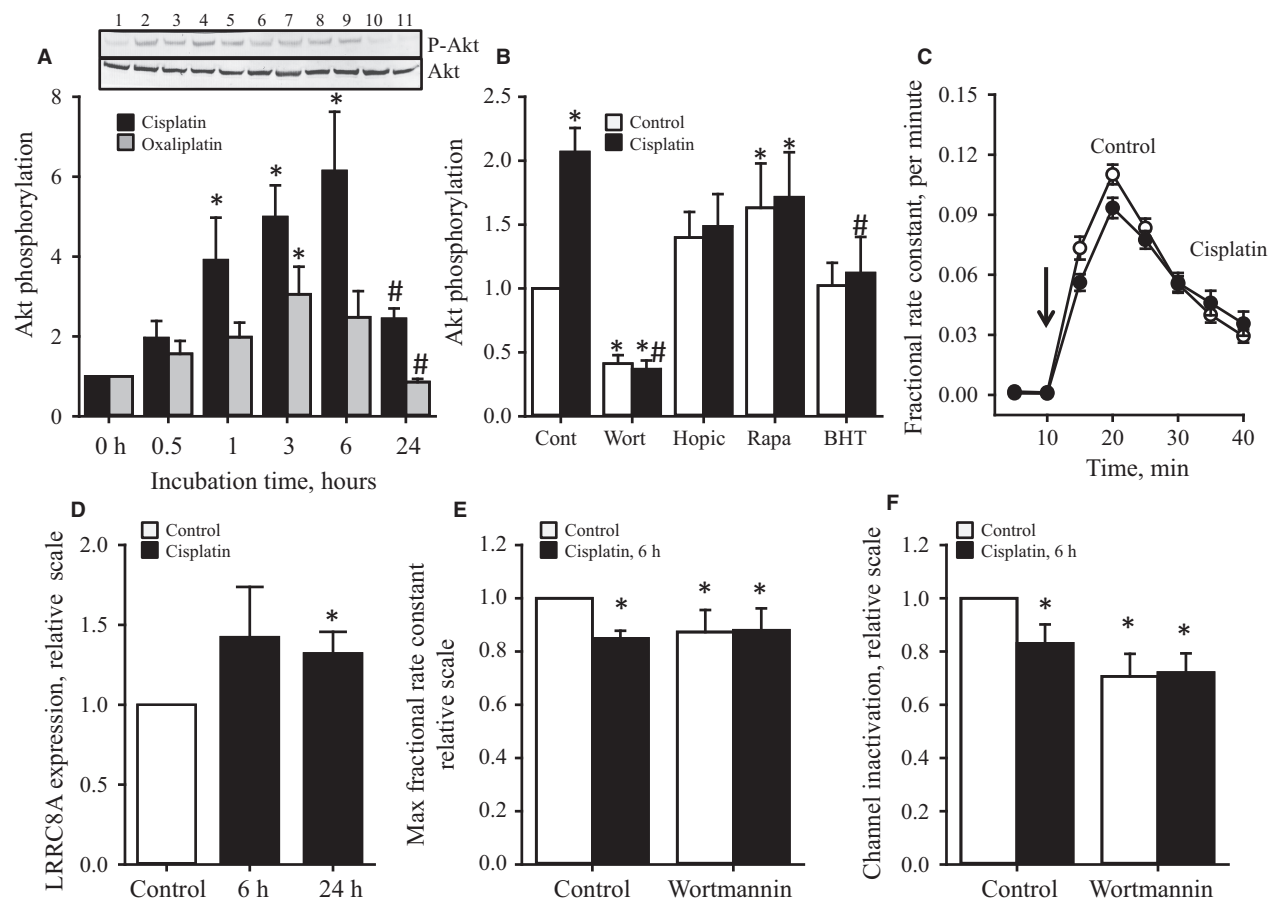 1 2 3 4 5 6 7 8 9 10 11
P-Akt
Akt
A
Akt phosphorylation
8
6
4
2
0
Cisplatin
Oxaliplatin
*
*
*
*
#
#
0 h 0.5 1 3 6 24
Incubation time, hours
B
Akt phosphorylation
2.5
2.0
1.5
1.0
0.5
0.0
Control
Cisplatin
*
* *#
* *
#
Cont Wort Hopic Rapa BHT
C
Fractional rate constant, per minute
0.15
0.12
0.09
0.06
0.03
0.00
Control
Cisplatin
10 20 30 40
Time, min
D
LRRC8A expression, relative scale
2.0
1.5
1.0
0.5
0.0
Control
Cisplatin
*
Control 6 h 24 h
E
Max fractional rate constant
relative scale
1.2
1.0
0.8
0.6
0.4
0.2
0.0
Control
Cisplatin, 6 h
* * *
Control Wortmannin
F
Channel inactivation, relative scale
1.2
1.0
0.8
0.6
0.4
0.2
0.0
Control
Cisplatin, 6 h
* * *
Control Wortmannin